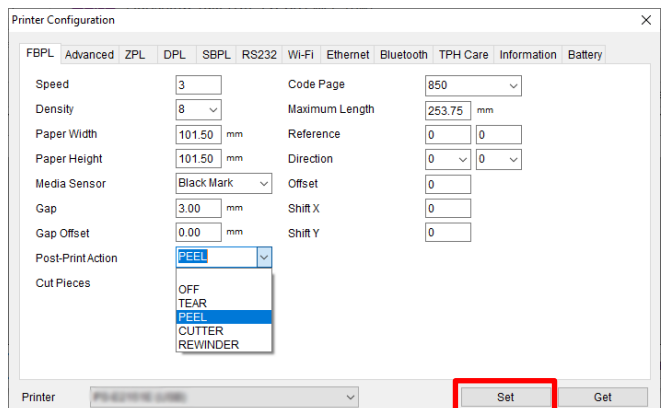 Printer Configuration
FBPL Advanced ZPL DPL SBPL RS232 Wi-Fi Ethernet Bluetooth TPH Care Information Battery
Speed 3 Code Page 850
Density 8 Maximum Length 253.75 mm
Paper Width 101.50 mm Reference 0 0
Paper Height 101.50 mm Direction 0 0
Media Sensor Black Mark Offset 0
Gap 3.00 mm Shift X 0
Gap Offset 0.00 mm Shift Y 0
Post-Print Action PEEL
Cut Pieces
OFF
TEAR
PEEL
CUTTER
REWINDER
Printer Set Get